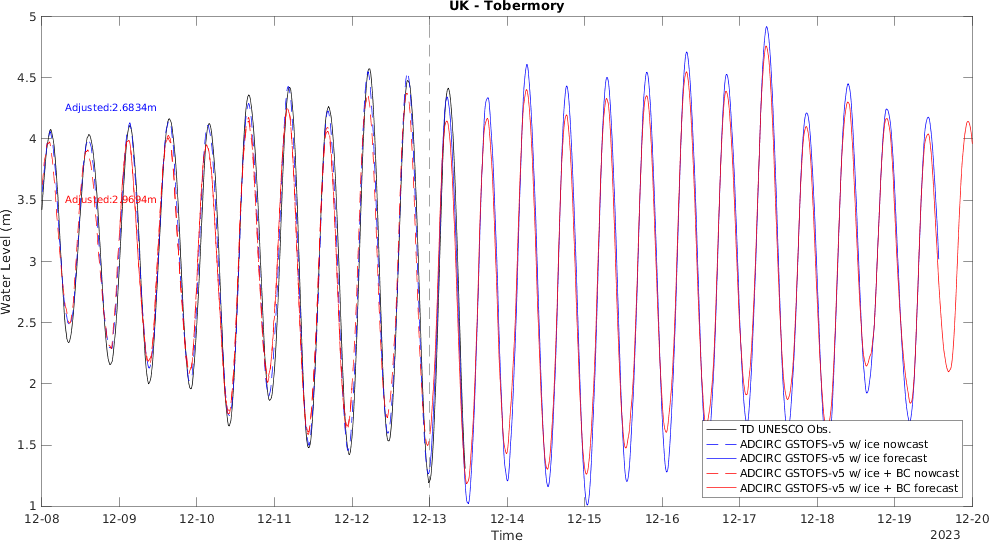 UK - Tobermory
Water Level (m)
5
4.5
4
3.5
3
2.5
2
1.5
1
Adjusted:2.6834m
Adjusted:2.9694m
TD UNESCO Obs.
ADCIRC GSTOFS-v5 w/ ice nowcast
ADCIRC GSTOFS-v5 w/ ice forecast
ADCIRC GSTOFS-v5 w/ ice + BC nowcast
ADCIRC GSTOFS-v5 w/ ice + BC forecast
12-08 12-09 12-10 12-11 12-12 12-13 12-14 12-15 12-16 12-17 12-18 12-19 12-20
Time
2023